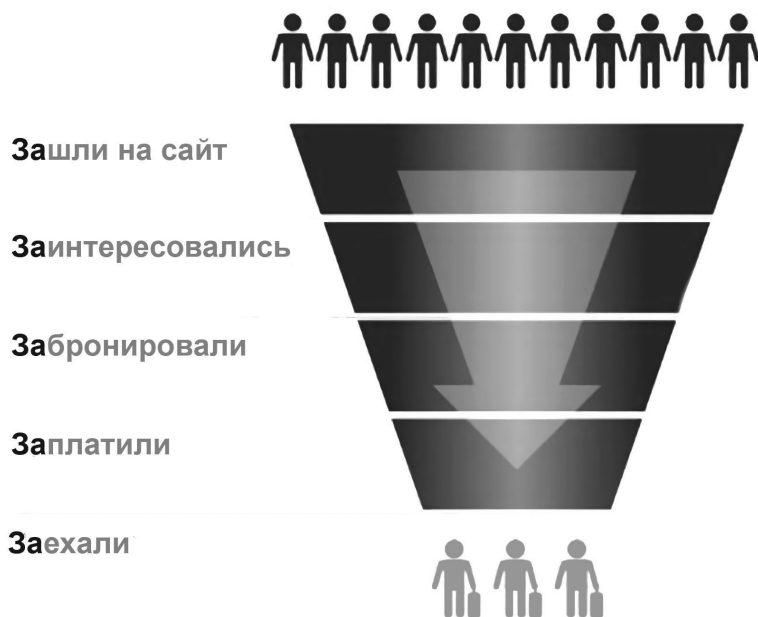 Зашли на сайт
Заинтересовались
Забронировали
Заплатили
Заехали